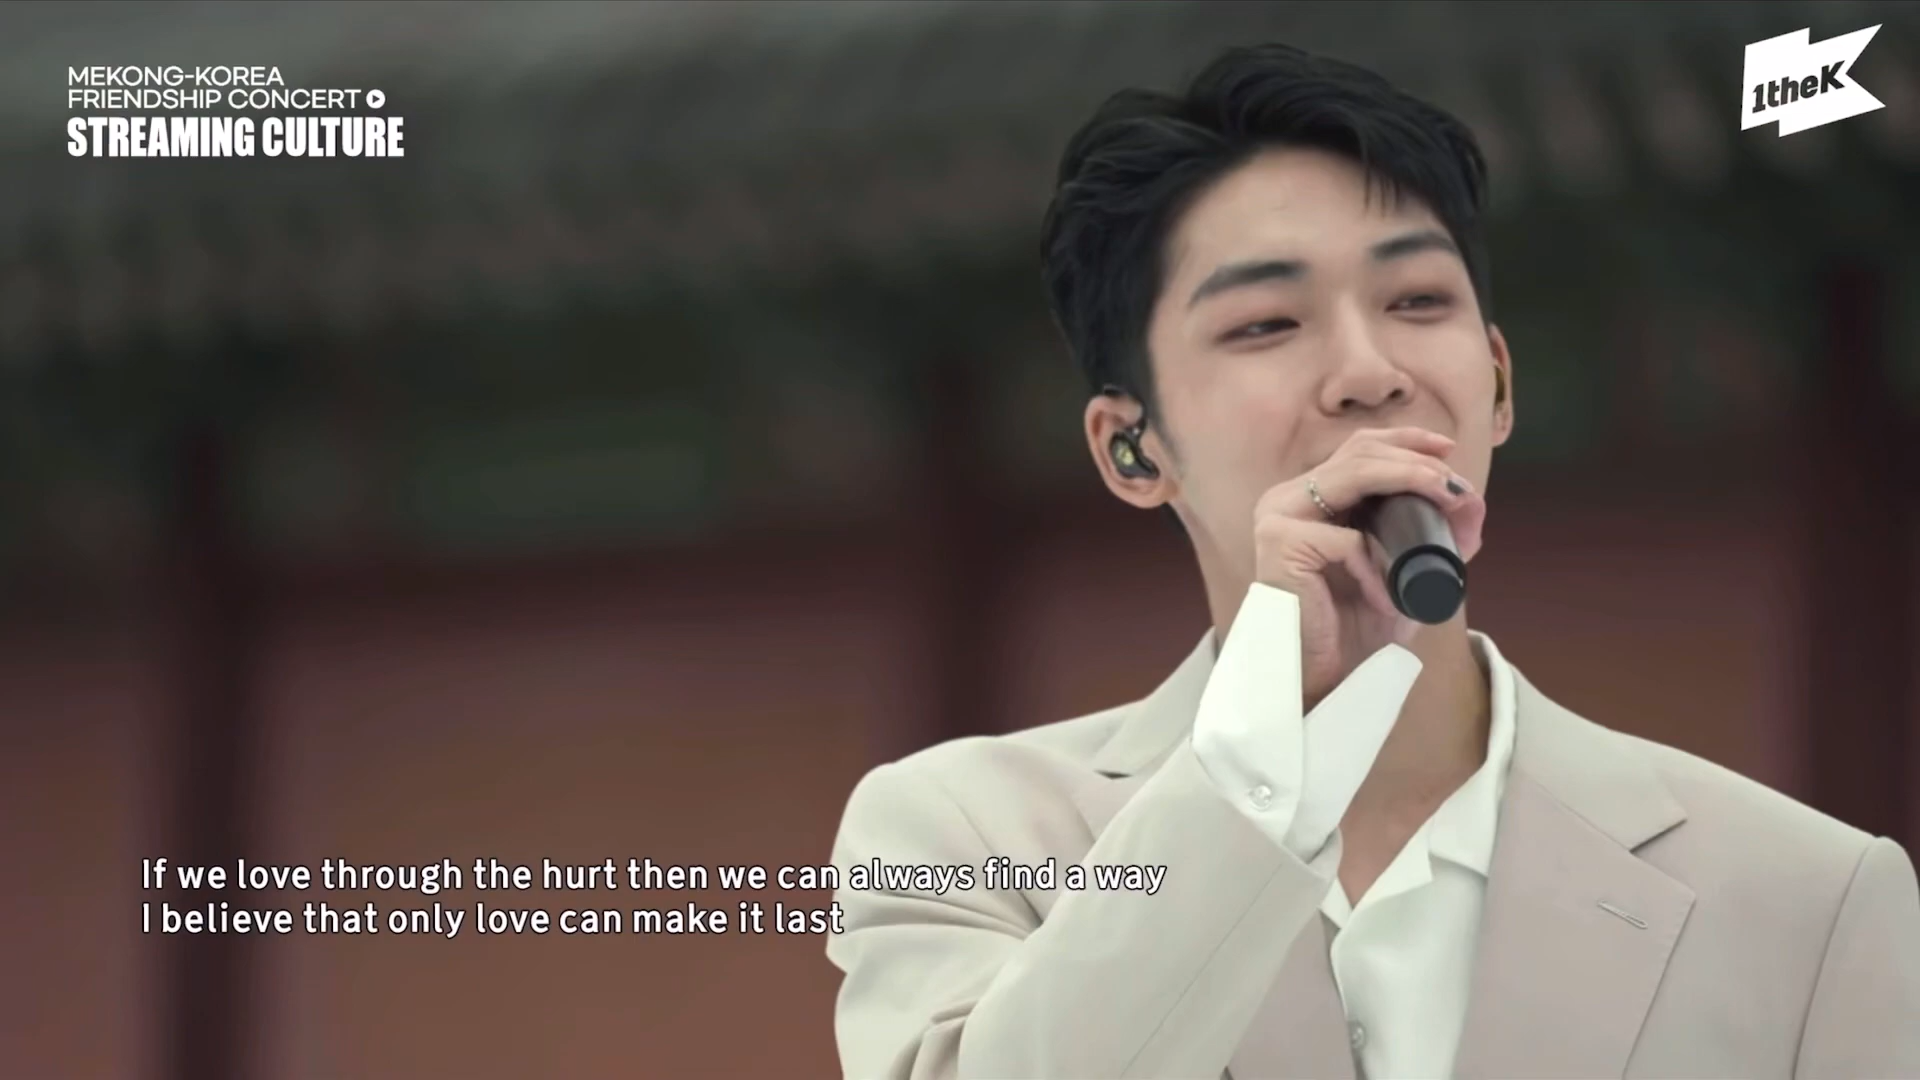 MEKONG-KOREA
FRIENDSHIP CONCERT
STREAMING CULTURE
1theK
If we love through the hurt then we can always find a way
I believe that only love can make it last